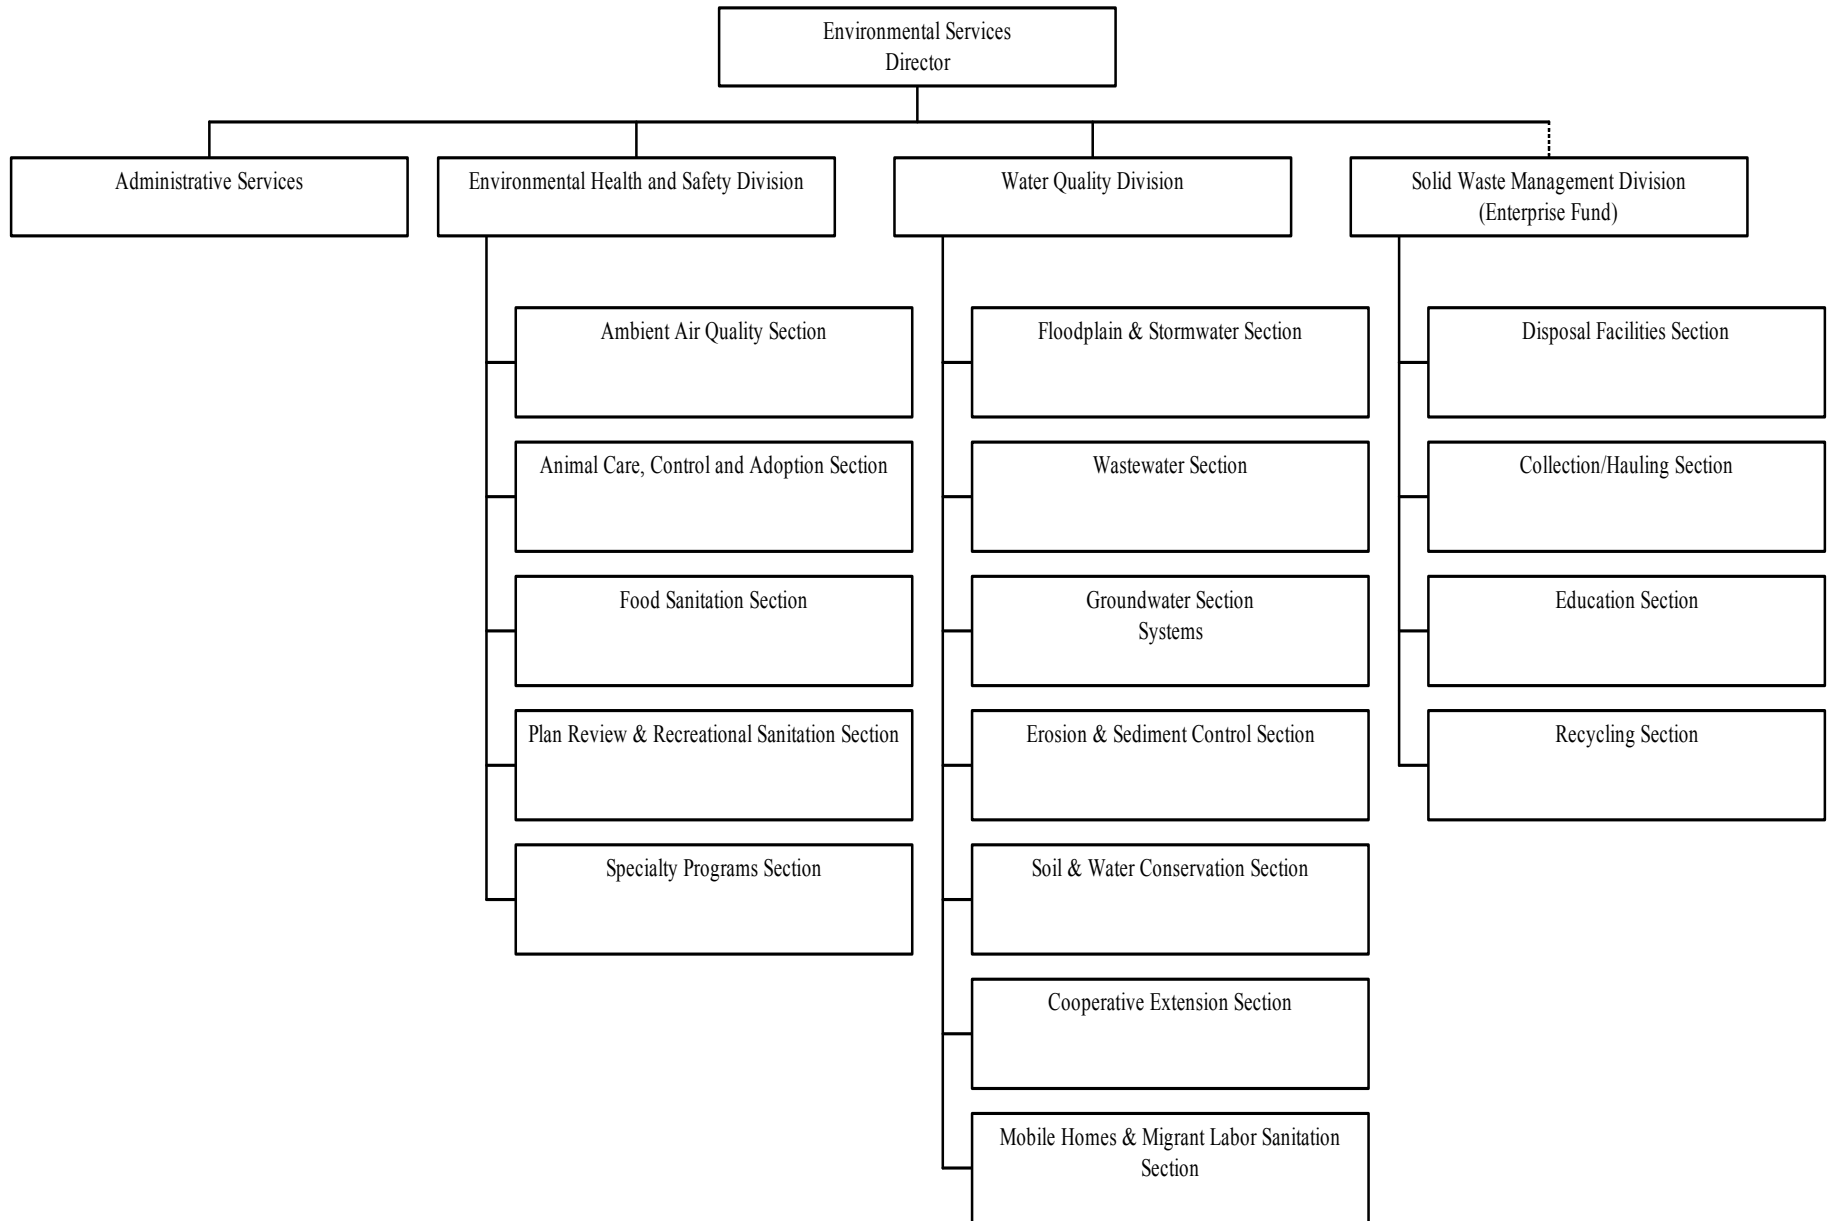 Environmental Services
Director
Administrative Services
Environmental Health and Safety Division
Water Quality Division
Solid Waste Management Division
(Enterprise Fund)
Ambient Air Quality Section
Animal Care, Control and Adoption Section
Food Sanitation Section
Plan Review & Recreational Sanitation Section
Specialty Programs Section
Floodplain & Stormwater Section
Wastewater Section
Groundwater Section
Systems
Erosion & Sediment Control Section
Soil & Water Conservation Section
Cooperative Extension Section
Mobile Homes & Migrant Labor Sanitation
Section
Disposal Facilities Section
Collection/Hauling Section
Education Section
Recycling Section